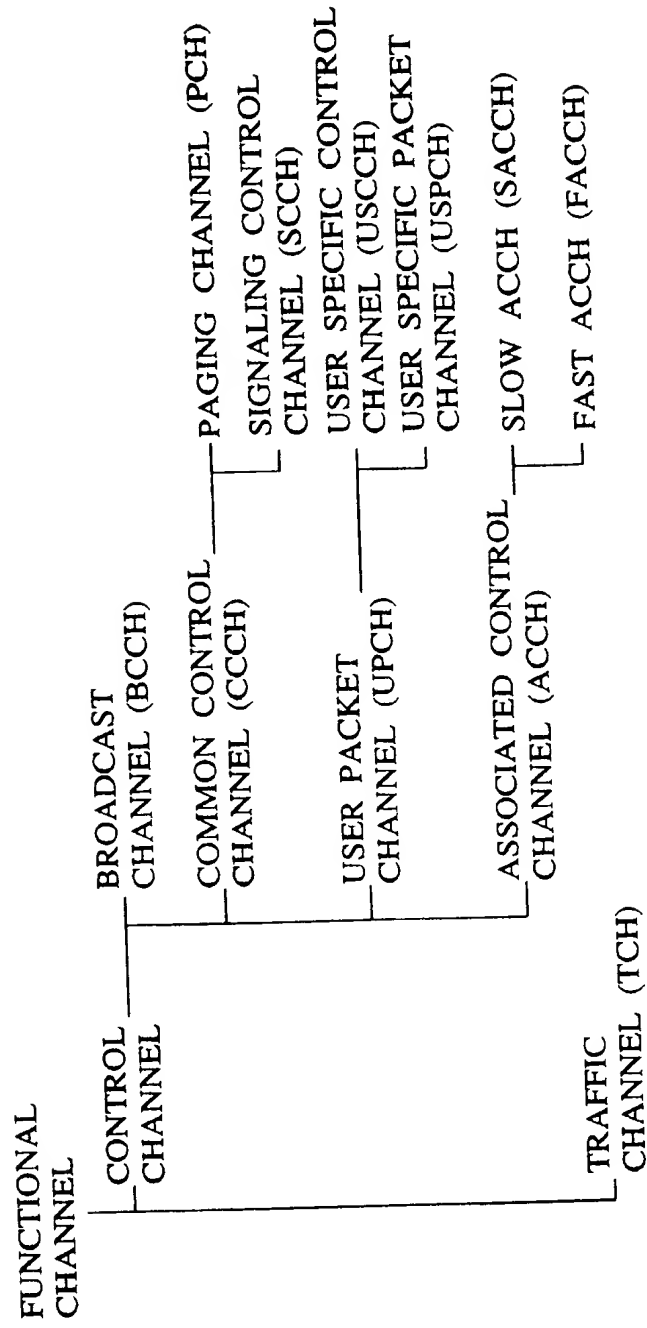 FUNCTIONAL
CHANNEL
CONTROL
CHANNEL
BROADCAST
CHANNEL (BCCH)
COMMON CONTROL
CHANNEL (CCCH)
PAGING CHANNEL (PCH)
SIGNALING CONTROL
CHANNEL (SCCH)
USER PACKET
CHANNEL (UPCH)
USER SPECIFIC CONTROL
CHANNEL (USCCH)
USER SPECIFIC PACKET
CHANNEL (USPCH)
ASSOCIATED CONTROL
CHANNEL (ACCH)
SLOW ACCH (SACCH)
FAST ACCH (FACCH)
TRAFFIC
CHANNEL (TCH)